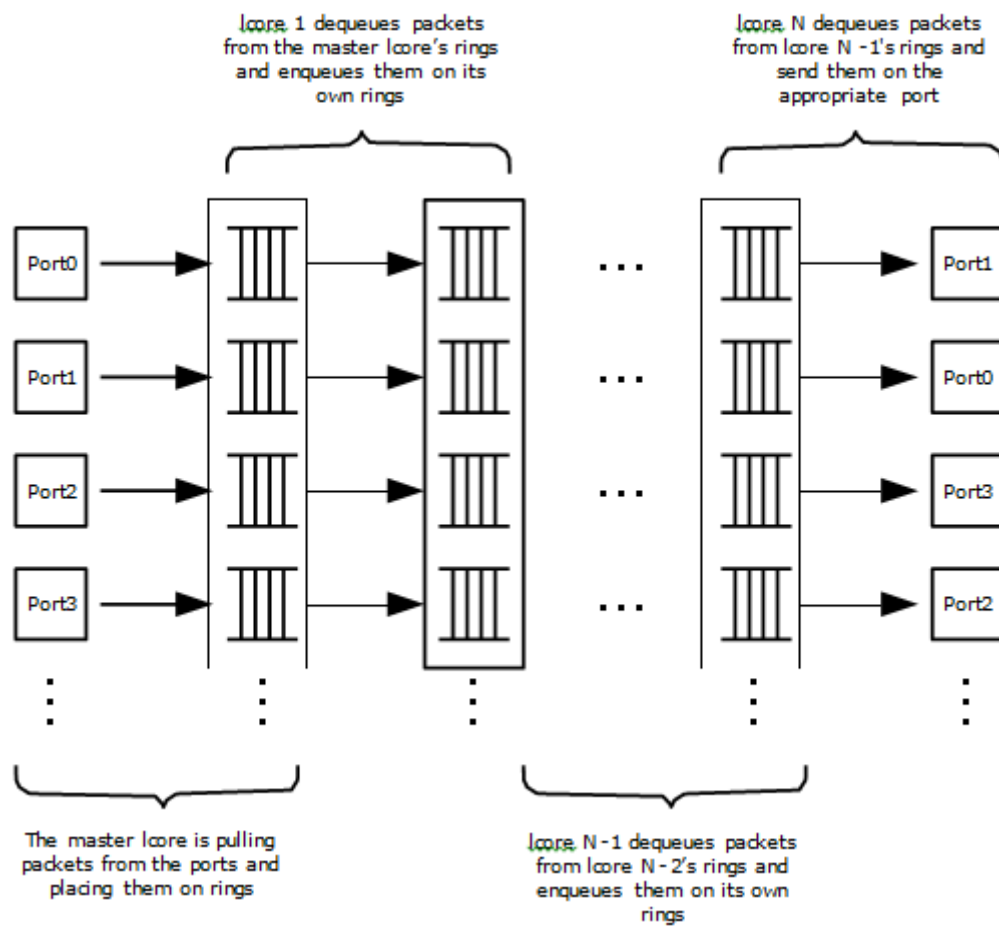 lcore 1 dequeues packets
from the master lcore's rings
and enqueues them on its
own rings
lcore N dequeues packets
from lcore N -1's rings and
send them on the
appropriate port
Port0
Port1
Port1
Port0
Port2
Port3
Port3
Port2
The master lcore is pulling
packets from the ports and
placing them on rings
lcore N-1 dequeues packets
from lcore N-2's rings and
enqueues them on its own
rings